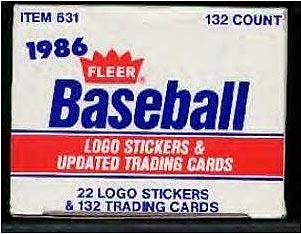 ITEM 631 132 COUNT
1986
FLEER
Baseball
LOGO STICKERS &
UPDATED TRADING CARDS
22 LOGO STICKERS
& 132 TRADING CARDS